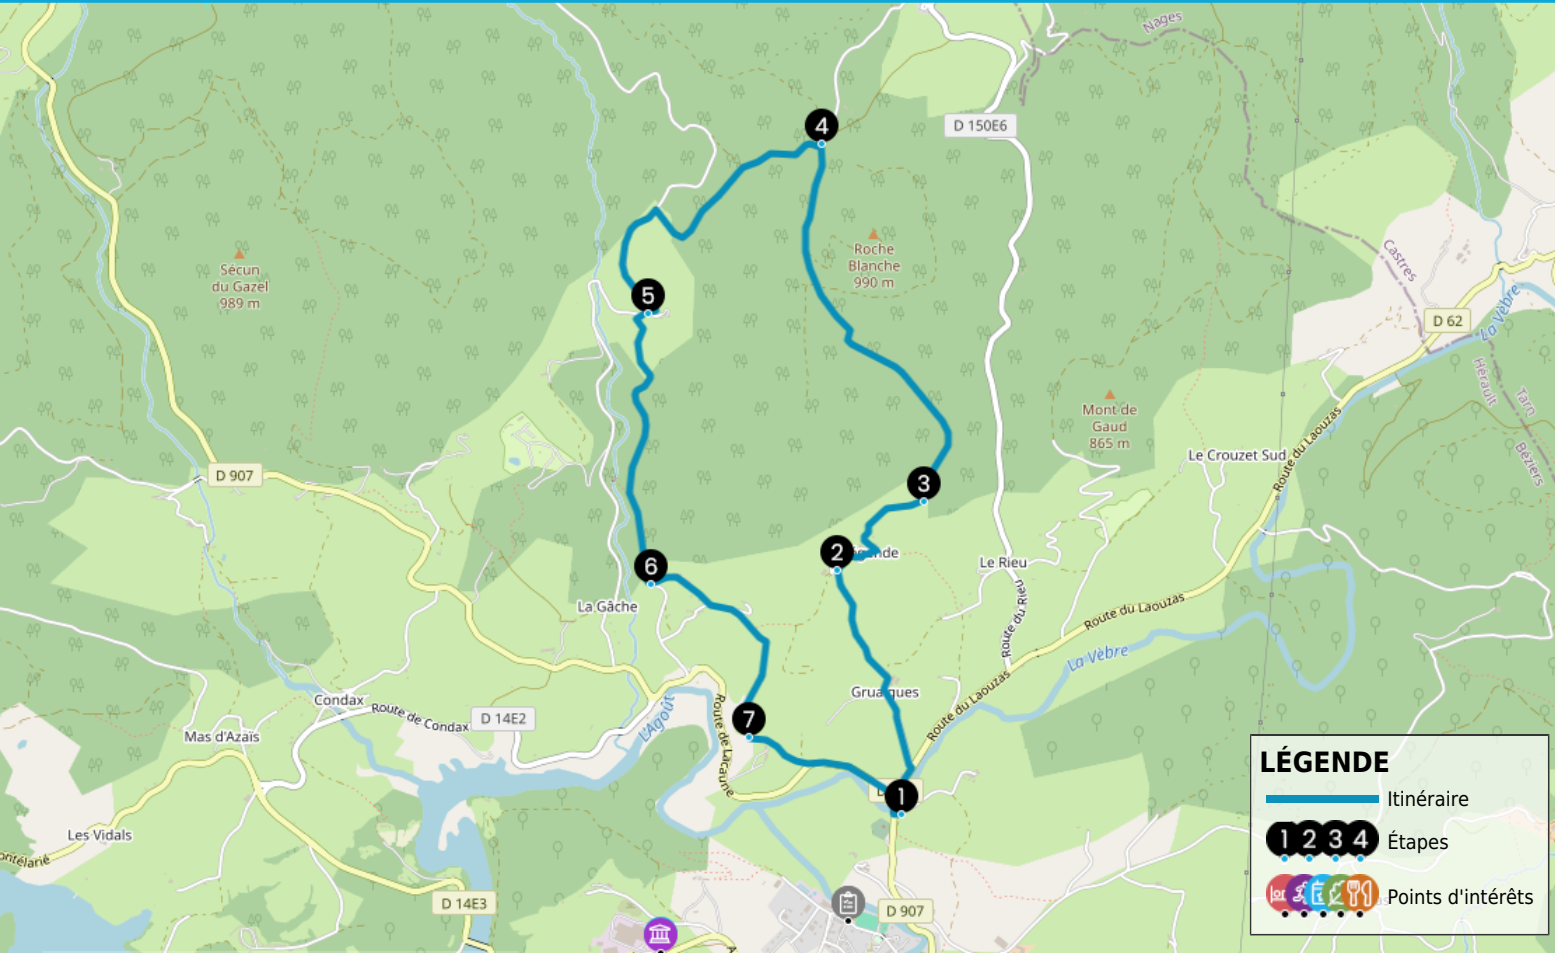 Nages
4
D 150E6
Castres
Roche
Blanche
990 m
Sécun
du Gazel
989 m
5
La Vèbre
D 62
Hérault
Tarn
Béziers
Mont de
Gaud
865 m
Route du Laouzas
Le Crouzet Sud
D 907
3
2
Le Rieu
6
La Gâche
Route du Rieu
Route du Laouzas
La Vèbre
Gruaques
Condax
Route de Condax
D 14E2
L'Agoût
Route de Lacaune
7
Route du Laouzas
Mas d'Azaïs
1
Les Vidals
D 14E3
D 907
LÉGENDE
Itinéraire
1 2 3 4 Étapes
Points d'intérêts